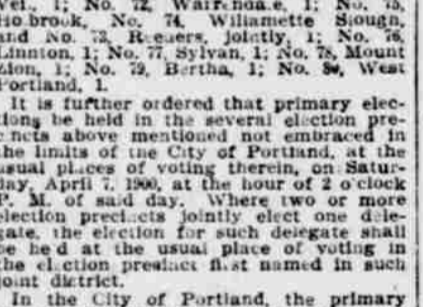 Vel., 1; No. 72, Warrendale, 1; No. 75,
Holbrook, No. 74, Willamette Slough,
and No. 73, Reeders, jointly, 1; No. 76,
Linnton, 1; No. 77, Sylvan, 1; No. 78, Mount
Zion, 1; No. 79, Bertha, 1; No. 80, West
Portland, 1.
It is further ordered that primary elec-
tions be held in the several election pre-
cincts above mentioned not embraced in
the limits of the City of Portland, at the
usual places of voting therein, on Satur-
day, April 7, 1900, at the hour of 2 o'clock
P. M. of said day. Where two or more
election precincts jointly elect one dele-
gate, the election for such delegate shall
be held at the usual place of voting in
the election presinct first named in such
joint district.
In the City of Portland, the primary